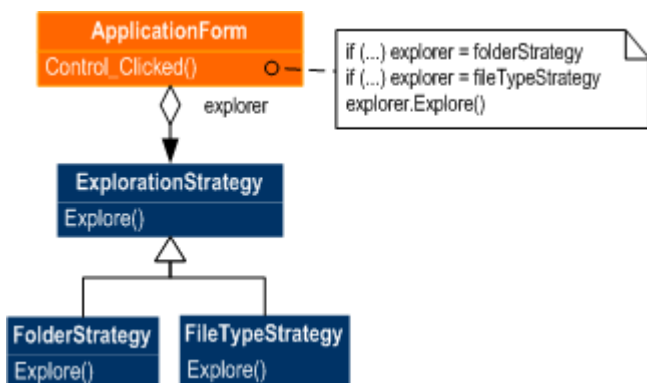 ApplicationForm
Control_Clicked()
if (...) explorer = folderStrategy
if (...) explorer = fileTypeStrategy
explorer.Explore()
explorer
ExplorationStrategy
Explore()
FolderStrategy
Explore()
FileTypeStrategy
Explore()